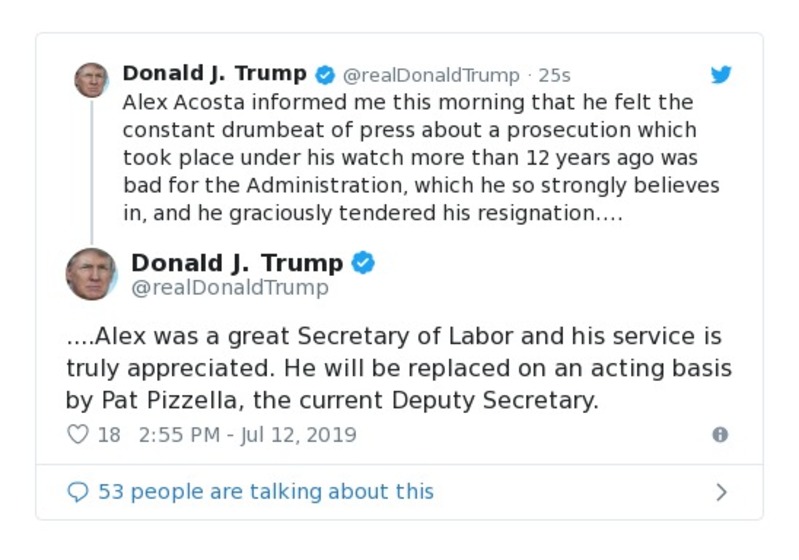 Donald J. Trump @realDonaldTrump · 25s
Alex Acosta informed me this morning that he felt the
constant drumbeat of press about a prosecution which
took place under his watch more than 12 years ago was
bad for the Administration, which he so strongly believes
in, and he graciously tendered his resignation....
Donald J. Trump
@realDonaldTrump
....Alex was a great Secretary of Labor and his service is
truly appreciated. He will be replaced on an acting basis
by Pat Pizzella, the current Deputy Secretary.
18 2:55 PM - Jul 12, 2019
53 people are talking about this